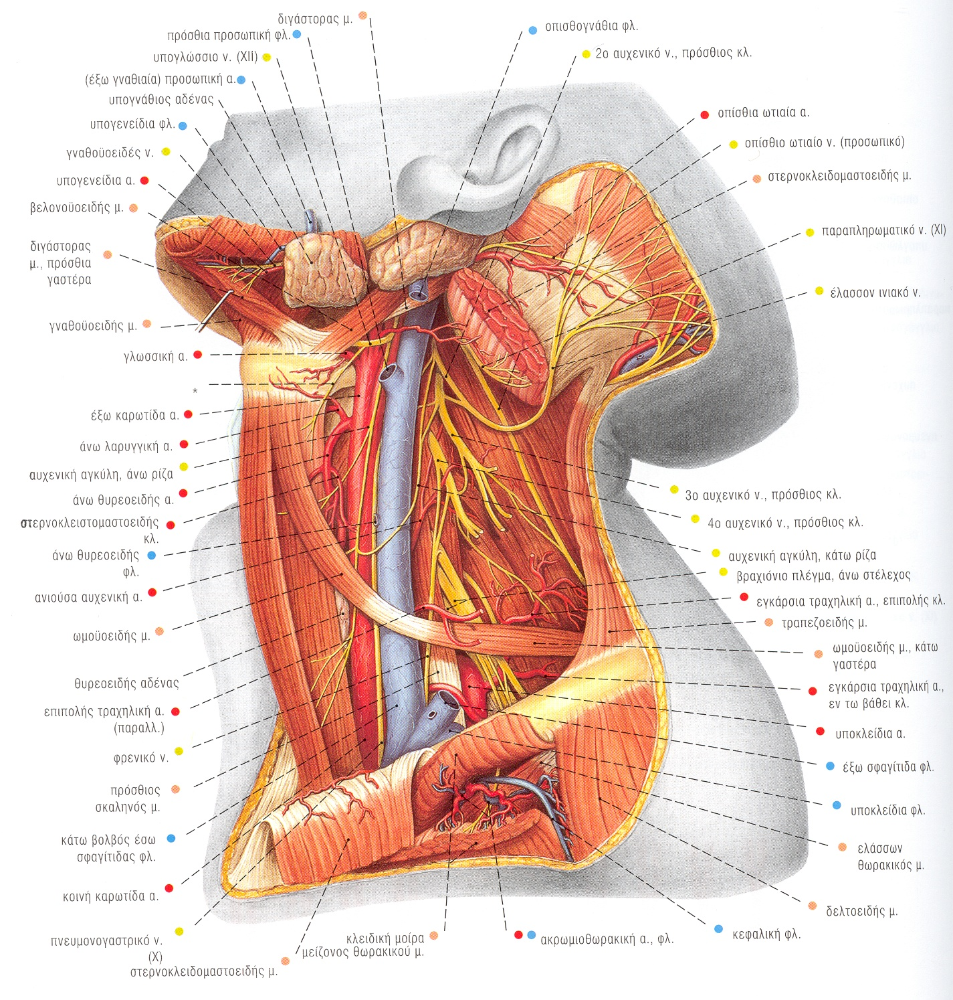 διγάστορας μ.
πρόσθια προσωπική φλ.
υπογλώσσιο ν. (XII)
(έξω γναθιαία) προσωπική α.
υπογνάθιος αδένας
υπογενείδια φλ.
γναθοϋοειδές ν.
υπογενείδια α.
βελονοϋοειδής μ.
διγάστορας
μ., πρόσθια
γαστέρα
γναθοϋοειδής μ.
γλωσσική α.
*
έξω καρωτίδα α.
άνω λαρυγγική α.
αυχενική αγκύλη, άνω ρίζα
άνω θυρεοειδής α.
στερνοκλειστομαστοειδής
κλ.
άνω θυρεοειδής
φλ.
ανιούσα αυχενική α.
ωμοϋοειδής μ.
θυρεοειδής αδένας
επιπολής τραχηλική α.
(παραλλ.)
φρενικό ν.
πρόσθιος
σκαληνός μ.
κάτω βολβός έσω
σφαγίτιδας φλ.
κοινή καρωτίδα α.
πνευμονογαστρικό ν.
(X)
στερνοκλειδομαστοειδής μ.
κλειδική μοίρα
μείζονος θωρακικού μ.
ακρωμιοθωρακική α., φλ.
οπισθογνάθια φλ.
2ο αυχενικό ν., πρόσθιος κλ.
οπίσθια ωτιαία α.
οπίσθιο ωτιαίο ν. (προσωπικό)
στερνοκλειδομαστοειδής μ.
παραπληρωματικό ν. (XI)
έλασσον ινιακό ν.
3ο αυχενικό ν., πρόσθιος κλ.
4ο αυχενικό ν., πρόσθιος κλ.
αυχενική αγκύλη, κάτω ρίζα
βραχιόνιο πλέγμα, άνω στέλεχος
εγκάρσια τραχηλική α., επιπολής κλ.
τραπεζοειδής μ.
ωμοϋοειδής μ., κάτω
γαστέρα
εγκάρσια τραχηλική α.,
εν τω βάθει κλ.
υποκλείδια α.
έξω σφαγίτιδα φλ.
υποκλείδια φλ.
ελάσσων
θωρακικός μ.
δελτοειδής μ.
κεφαλική φλ.